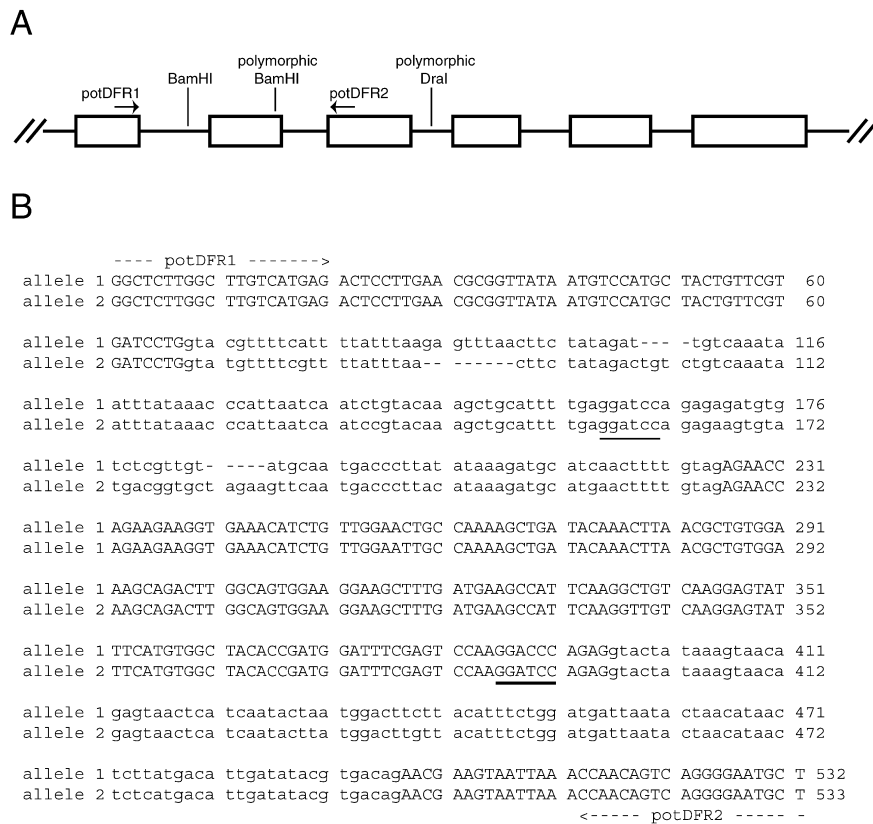 A
polymorphic polymorphic
BamHI BamHI DraI
potDFR1 potDFR2
B
---- potDFR1 ------->
allele 1 GGCTCTTGGC TTGTCATGAG ACTCCTTGAA CGCGGTTATA ATGTCCATGC TACTGTTCGT 60
allele 2 GGCTCTTGGC TTGTCATGAG ACTCCTTGAA CGCGGTTATA ATGTCCATGC TACTGTTCGT 60
allele 1 GATCCTGgta cgttttcatt ttatttaaga gtttaacttc tatagat--- -tgtcaaata 116
allele 2 GATCCTGgta tgttttcgtt ttatttaa-- ------cttc tatagactgt ctgtcaaata 112
allele 1 atttataaac ccattaatca atctgtacaa agctgcattt tgaggatcca gagagatgtg 176
allele 2 atttataaac ccattaatca atccgtacaa agctgcattt tgaggatcca gagaagtgta 172
allele 1 tctcgttgt- ----atgcaa tgacccttat ataaagatgc atcaactttt gtagAGAACC 231
allele 2 tgacggtgct agaagttcaa tgacccttac ataaagatgc catgaacttttt gtagAGAACC 232
allele 1 AGAAGAAGGT GAAACATCTG TTGGAACTGC CAAAAGCTGA TACAAACTTA ACGCTGTGGA 291
allele 2 AGAAGAAGGT GAAACATCTG TTGGAATTGC CAAAAGCTGA TACAAACTTA ACGCTGTGGA 292
allele 1 AAGCAGACTT GGCAGTGGAA GGAAGCTTTG ATGAAGCCAT TCAAGGCTGT CAAGGAGTAT 351
allele 2 AAGCAGACTT GGCAGTGGAA GGAAGCTTTG ATGAAGCCAT TCAAGGTTGT CAAGGAGTAT 352
allele 1 TTCATGTGGC TACACCGATG GATTTCGAGT CCAAGGACCC AGAGgtacta taaagtaaca 411
allele 2 TTCATGTGGC TACACCGATG GATTTCGAGT CCAAGGATCC AGAGgtacta taaagtaaca 412
allele 1 gagtaactca tcaatactaa tggacttctt acatttctgg atgattaata ctaacataac 471
allele 2 gagtaactca tcaatactta tggacttgtt acatttctgg atgattaata ctaacataac 472
allele 1 tcttatgaca ttgatatacg tgacagAACG AAGTAATTAA ACCAACAGTC AGGGGAATGC T 532
allele 2 tctcatgaca ttgatatacg tgacagAACG AAGTAATTAA ACCAACAGTC AGGGGAATGC T 533
<----- potDFR2 ----- -